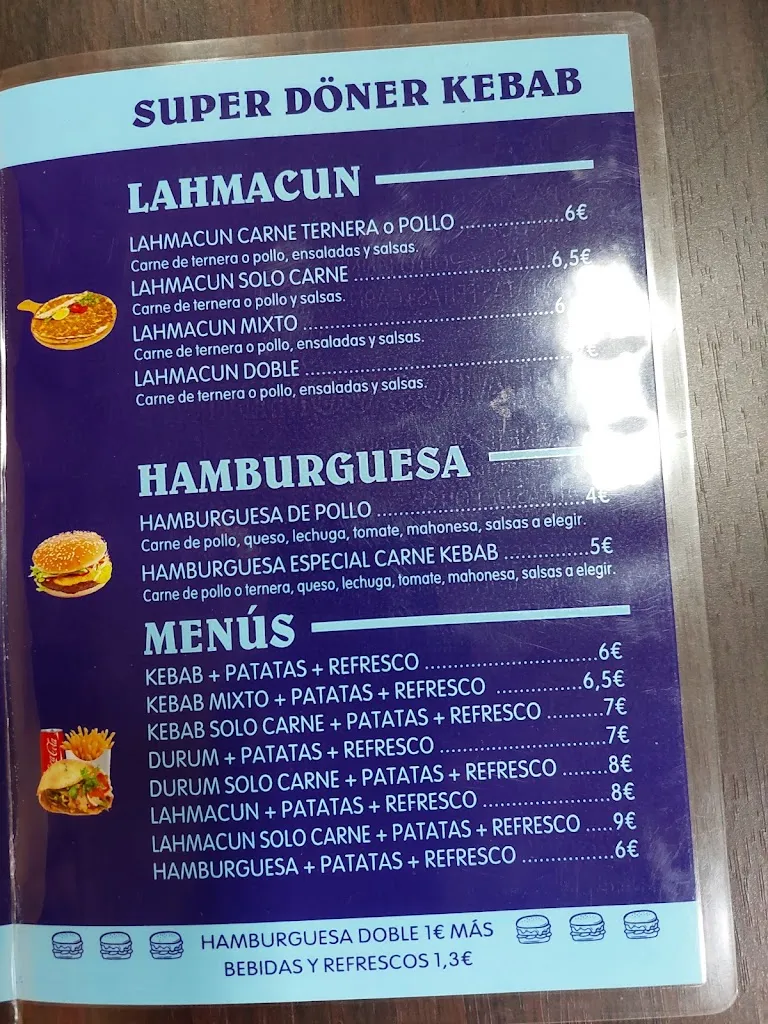 SUPER DÖNER KEBAB
LAHMACUN
LAHMACUN CARNE TERNERA o POLLO ....................6€
Carne de ternera o pollo, ensaladas y salsas.
LAHMACUN SOLO CARNE ....................6,5€
Carne de ternera o pollo y salsas.
LAHMACUN MIXTO ....................
Carne de ternera o pollo, ensaladas y salsas.
LAHMACUN DOBLE ....................€
Carne de ternera o pollo, ensaladas y salsas.
HAMBURGUESA
HAMBURGUESA DE POLLO ....................4€
Carne de pollo, queso, lechuga, tomate, mahonesa, salsas a elegir.
HAMBURGUESA ESPECIAL CARNE KEBAB .............5€
Carne de pollo o ternera, queso, lechuga, tomate, mahonesa, salsas a elegir.
MENÚS
KEBAB + PATATAS + REFRESCO ....................6€
KEBAB MIXTO + PATATAS + REFRESCO .............6,5€
KEBAB SOLO CARNE + PATATAS + REFRESCO .........7€
DURUM + PATATAS + REFRESCO ....................7€
DURUM SOLO CARNE + PATATAS + REFRESCO ........8€
LAHMACUN + PATATAS + REFRESCO ....................8€
LAHMACUN SOLO CARNE + PATATAS + REFRESCO .....9€
HAMBURGUESA + PATATAS + REFRESCO ...............6€
HAMBURGUESA DOBLE 1€ MÁS
BEBIDAS Y REFRESCOS 1,3€